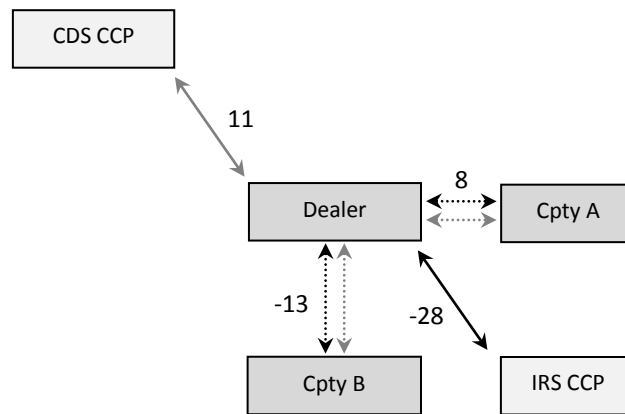 CDS CCP
11
8
Dealer
Cpty A
-13
-28
Cpty B
IRS CCP